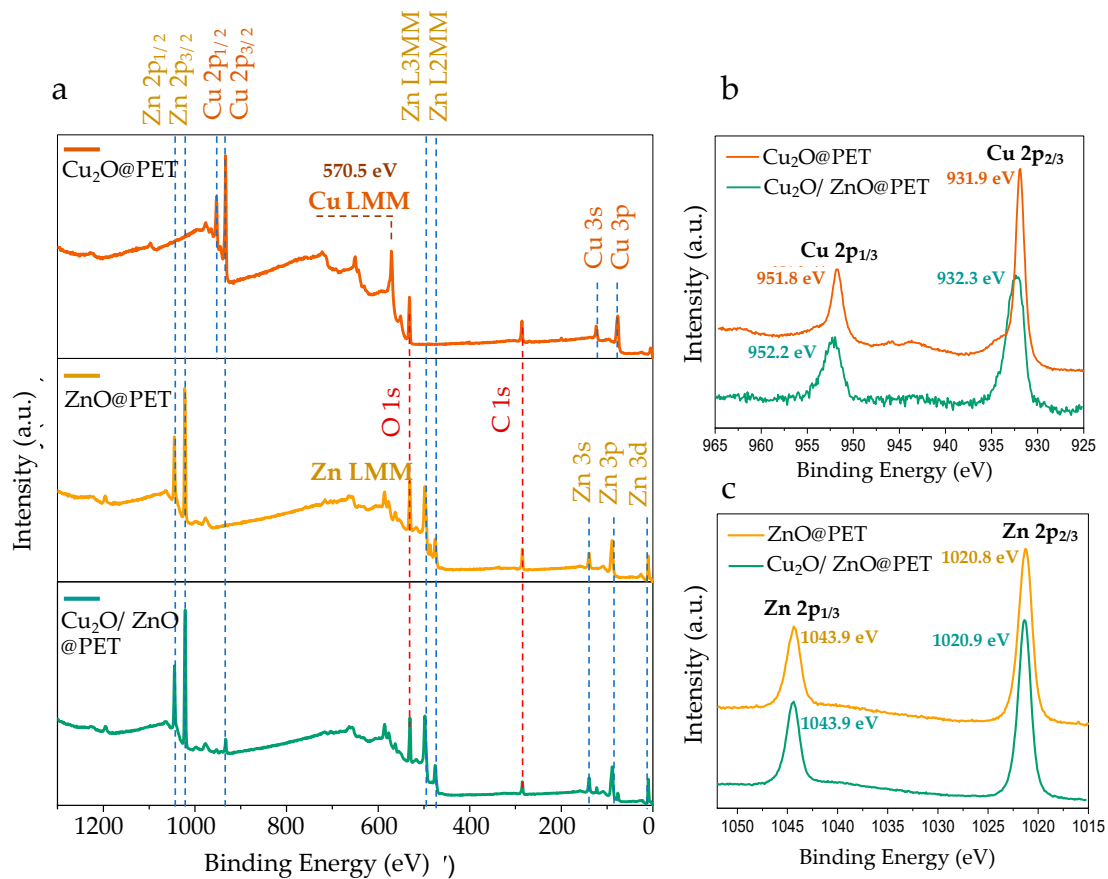 a
Zn 2p1/2
Zn 2p3/2
Cu 2p1/2
Cu 2p3/2
Zn L3MM
Zn L2MM
Cu₂O@PET
570.5 eV
Cu LMM
Cu 3s
Cu 3p
ZnO@PET
O 1s
C 1s
Zn LMM
Zn 3s
Zn 3p
Zn 3d
Cu₂O/ ZnO
@PET
Intensity (a.u.)
1200 1000 800 600 400 200 0
Binding Energy (eV) ')
b
Cu₂O@PET
Cu₂O/ ZnO@PET
Cu 2p2/3
931.9 eV
Cu 2p1/3
951.8 eV
932.3 eV
952.2 eV
Intensity (a.u.)
965 960 955 950 945 940 935 930 925
Binding Energy (eV)
c
ZnO@PET
Cu₂O/ ZnO@PET
Zn 2p2/3
1020.8 eV
Zn 2p1/3
1043.9 eV
1020.9 eV
1043.9 eV
Intensity (a.u.)
1050 1045 1040 1035 1030 1025 1020 1015
Binding Energy (eV)